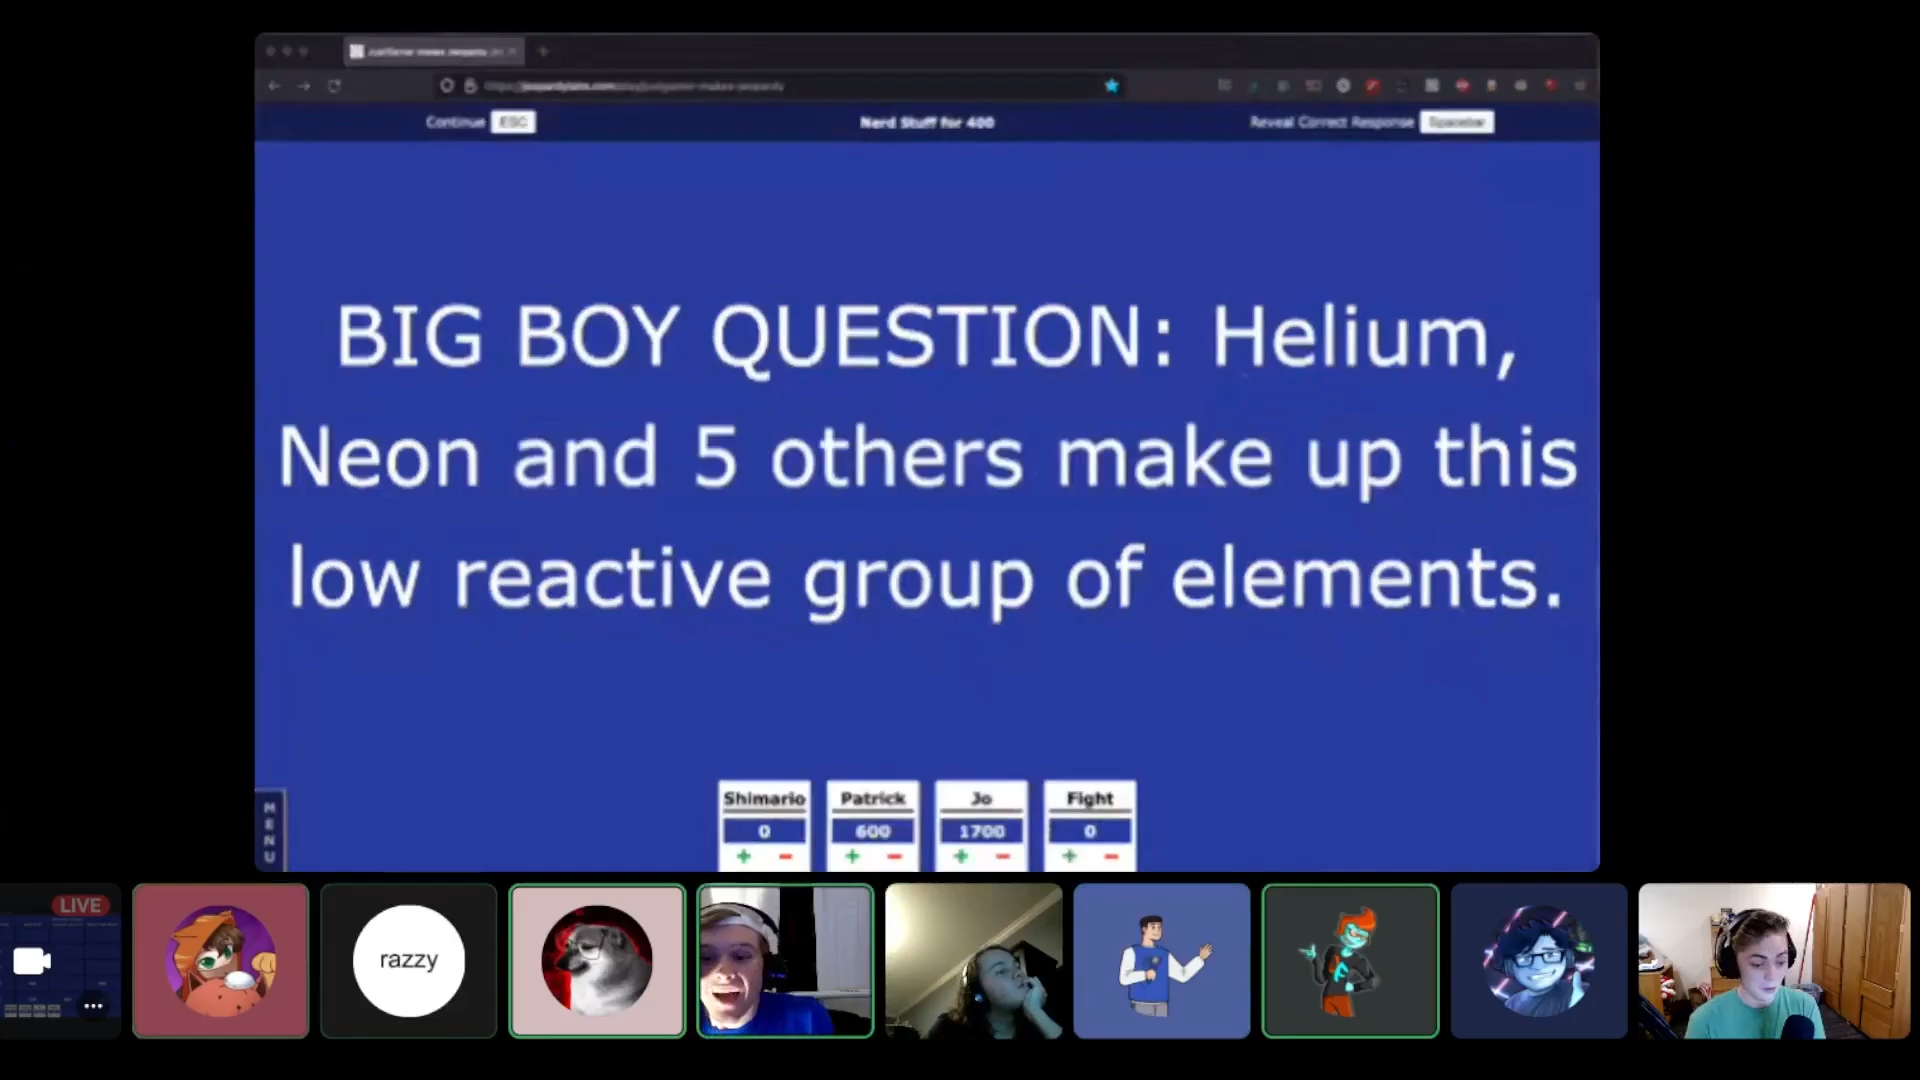 Continue ESC
Nerd Stuff for 400
Reveal Correct Response Spacebar
BIG BOY QUESTION: Helium,
Neon and 5 others make up this
low reactive group of elements.
MENU
Shimario
0
+ −
Patrick
600
+ −
Jo
1700
+ −
Fight
0
+ −
LIVE
razzy